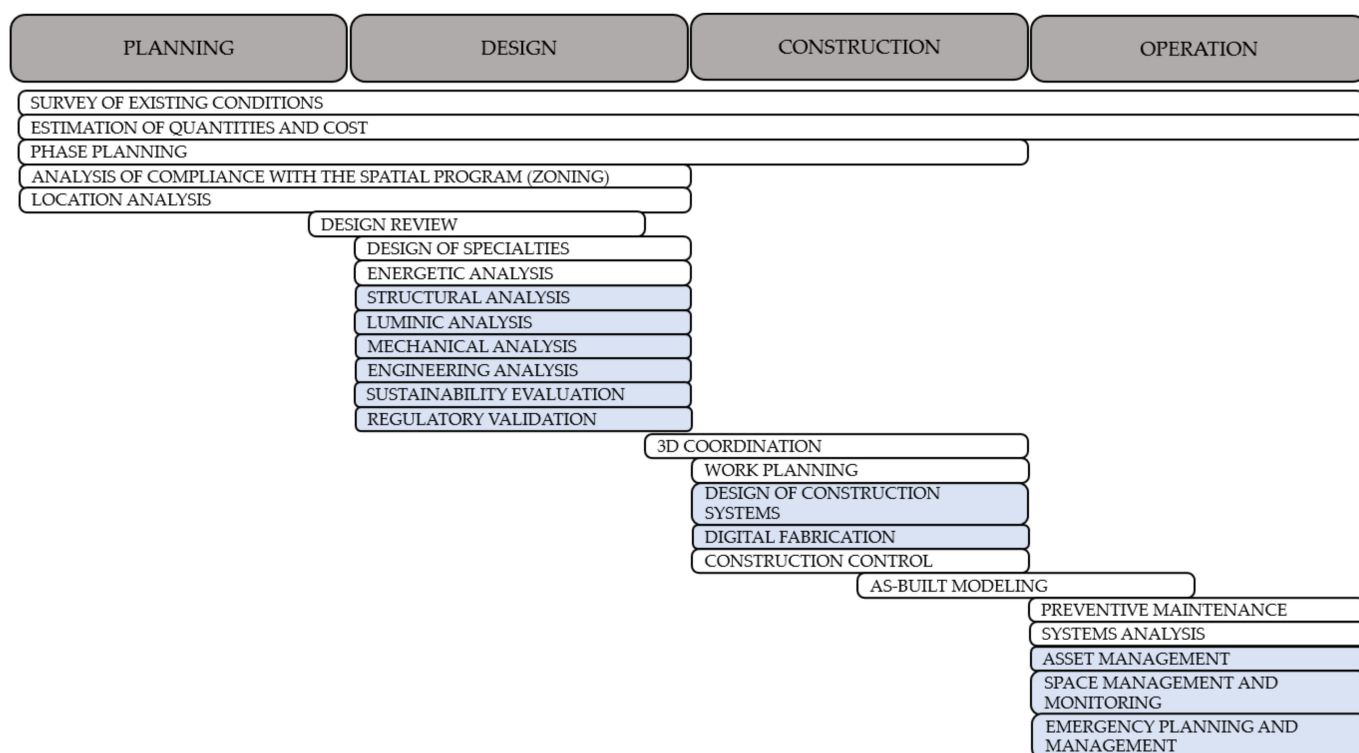 PLANNING
DESIGN
CONSTRUCTION
OPERATION
SURVEY OF EXISTING CONDITIONS
ESTIMATION OF QUANTITIES AND COST
PHASE PLANNING
ANALYSIS OF COMPLIANCE WITH THE SPATIAL PROGRAM (ZONING)
LOCATION ANALYSIS
DESIGN REVIEW
DESIGN OF SPECIALTIES
ENERGETIC ANALYSIS
STRUCTURAL ANALYSIS
LUMINIC ANALYSIS
MECHANICAL ANALYSIS
ENGINEERING ANALYSIS
SUSTAINABILITY EVALUATION
REGULATORY VALIDATION
3D COORDINATION
WORK PLANNING
DESIGN OF CONSTRUCTION
SYSTEMS
DIGITAL FABRICATION
CONSTRUCTION CONTROL
AS-BUILT MODELING
PREVENTIVE MAINTENANCE
SYSTEMS ANALYSIS
ASSET MANAGEMENT
SPACE MANAGEMENT AND
MONITORING
EMERGENCY PLANNING AND
MANAGEMENT